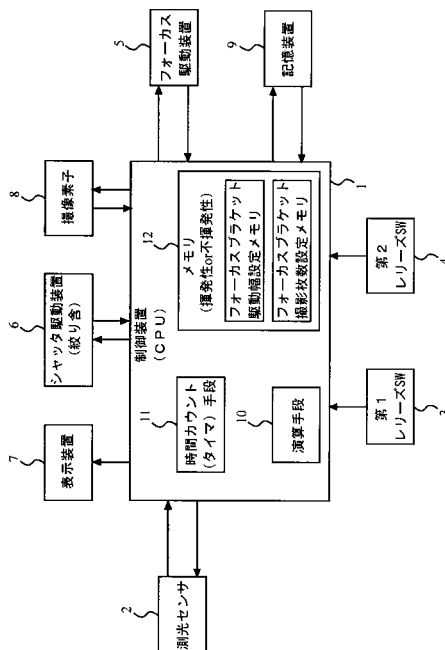 7
表示装置
6
シャッタ駆動装置
(絞り含)
8
撮像素子
5
フォーカス
駆動装置
9
記憶装置
2
測光センサ
制御装置
(CPU)
11
時間カウント
(タイマ)手段
10
演算手段
12
メモリ
(揮発性or不揮発性)
フォーカスブラケット
駆動幅設定メモリ
フォーカスブラケット
撮影枚数設定メモリ
1
第1
レリーズSW
3
第2
レリーズSW
4